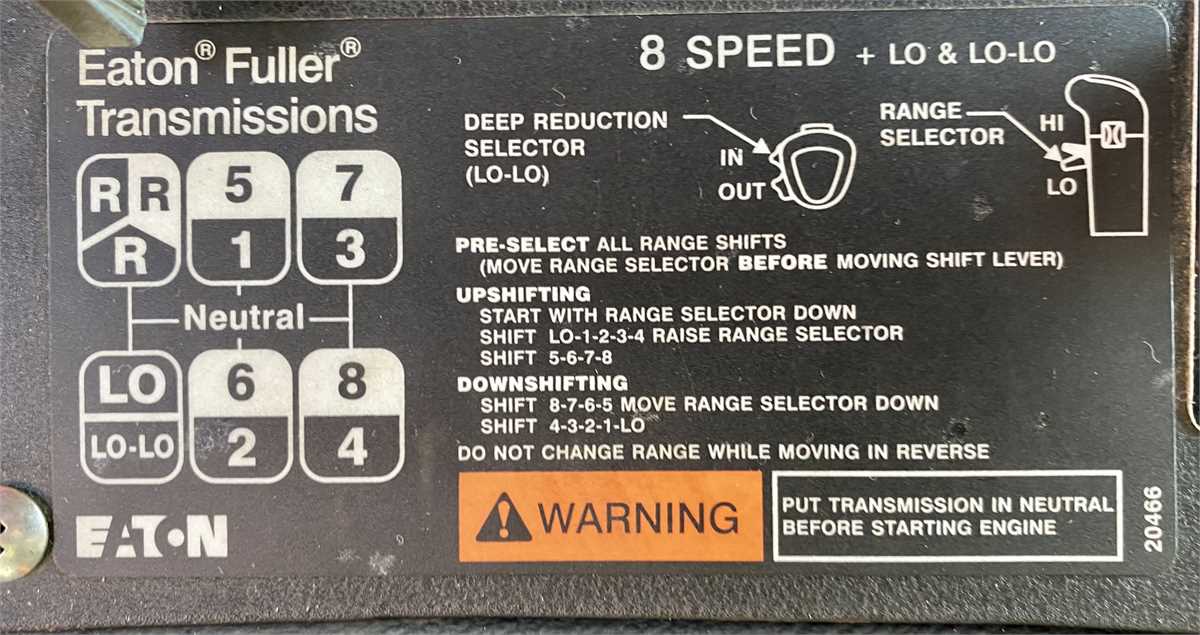 Eaton® Fuller®
Transmissions
8 SPEED + LO & LO-LO
DEEP REDUCTION
SELECTOR
(LO-LO)
IN
OUT
RANGE
SELECTOR
HI
LO
R R
R
5
1
7
3
Neutral
LO
LO-LO
6
2
8
4
PRE-SELECT ALL RANGE SHIFTS
(MOVE RANGE SELECTOR BEFORE MOVING SHIFT LEVER)
UPSHIFTING
START WITH RANGE SELECTOR DOWN
SHIFT LO-1-2-3-4 RAISE RANGE SELECTOR
SHIFT 5-6-7-8
DOWNSHIFTING
SHIFT 8-7-6-5 MOVE RANGE SELECTOR DOWN
SHIFT 4-3-2-1-LO
DO NOT CHANGE RANGE WHILE MOVING IN REVERSE
EATON
WARNING
PUT TRANSMISSION IN NEUTRAL
BEFORE STARTING ENGINE
20466